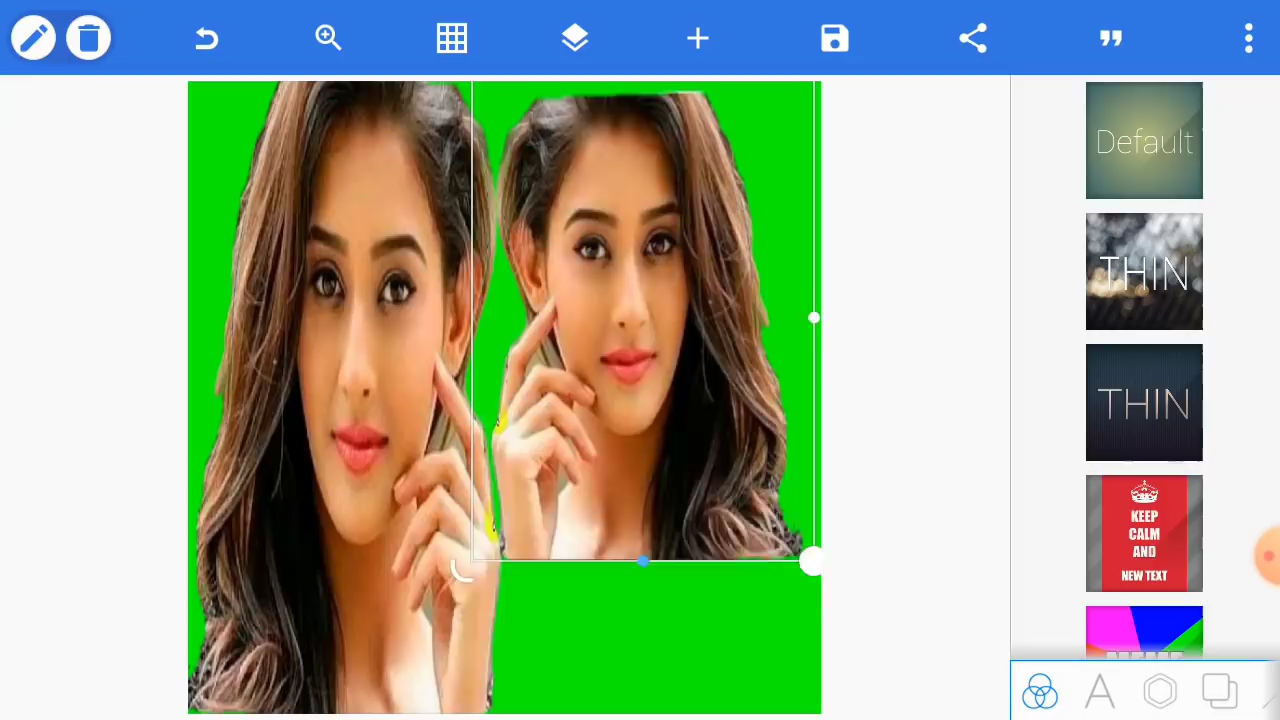 Default
THIN
THIN
KEEP
CALM
AND
NEW TEXT